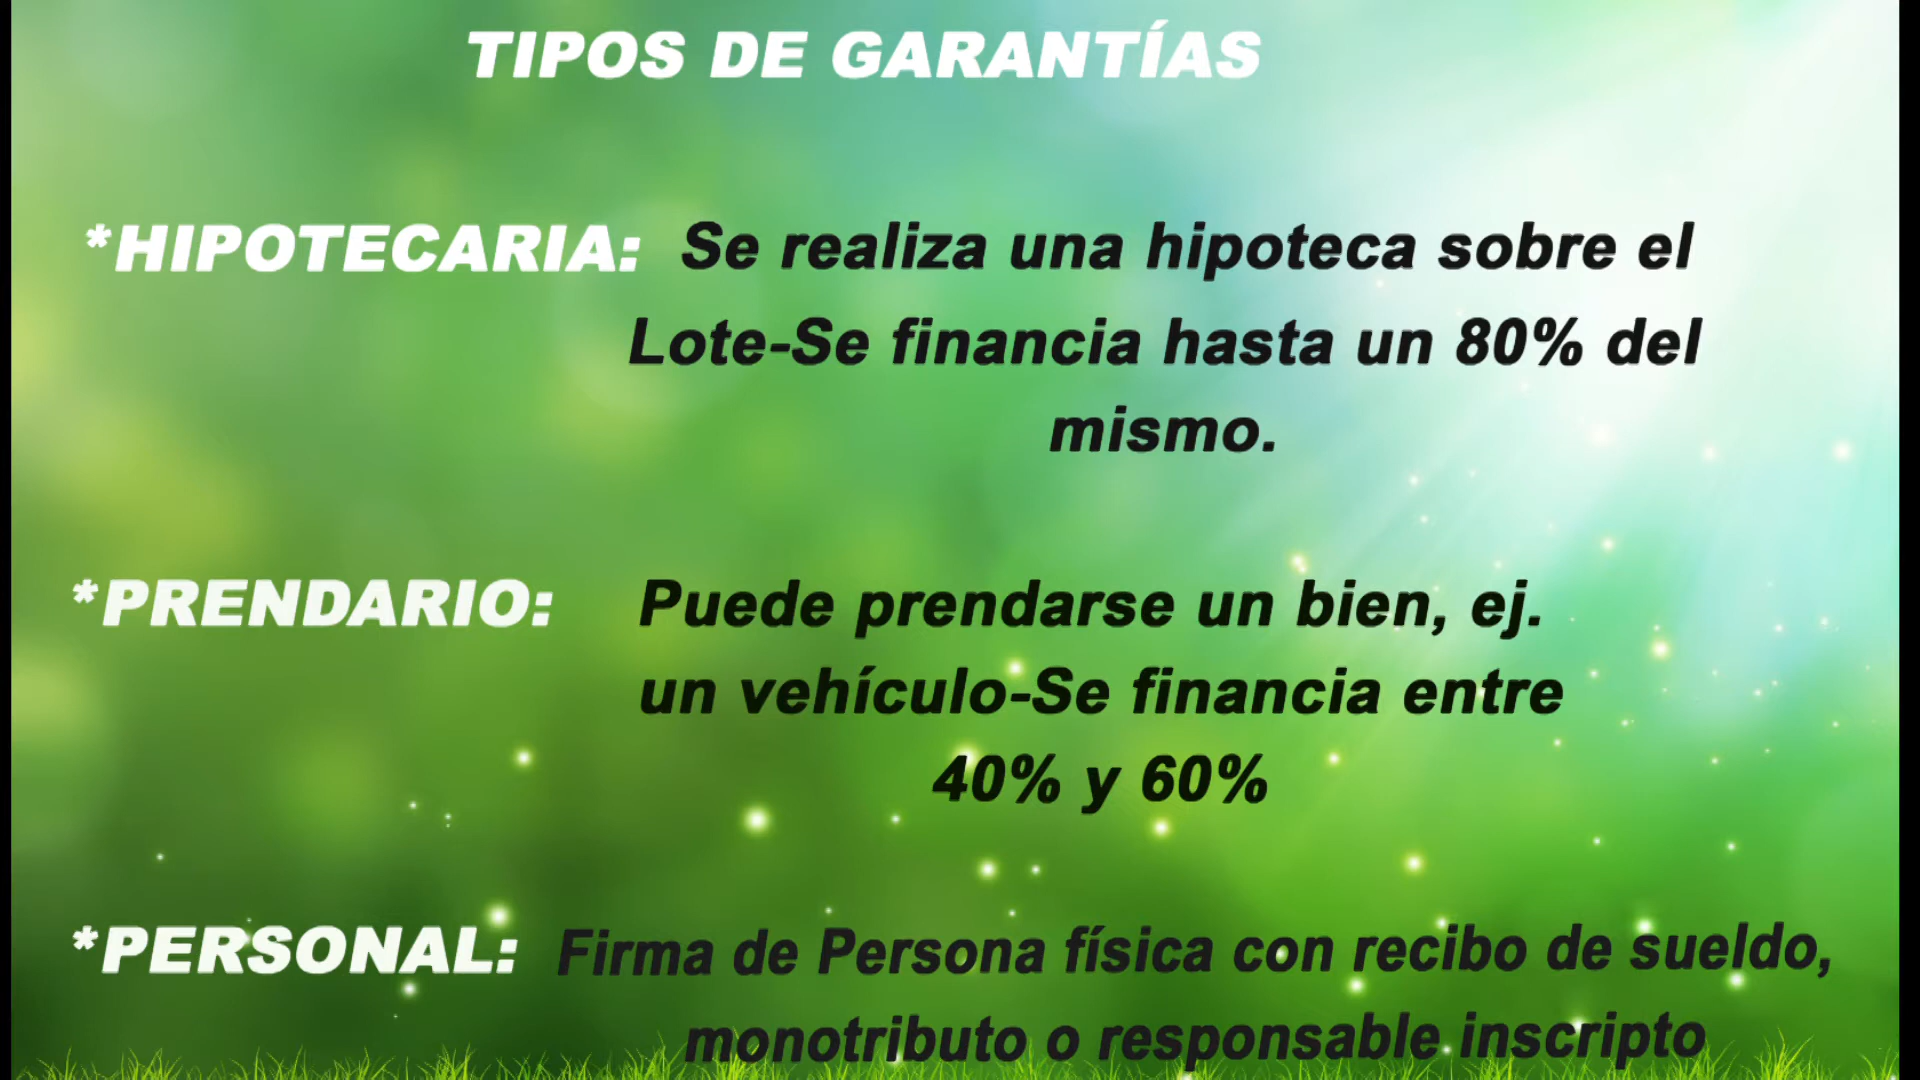 TIPOS DE GARANTÍAS
*HIPOTECARIA: Se realiza una hipoteca sobre el
Lote-Se financia hasta un 80% del
mismo.
*PRENDARIO: Puede prendarse un bien, ej.
un vehículo-Se financia entre
40% y 60%
*PERSONAL: Firma de Persona física con recibo de sueldo,
monotributo o responsable inscripto